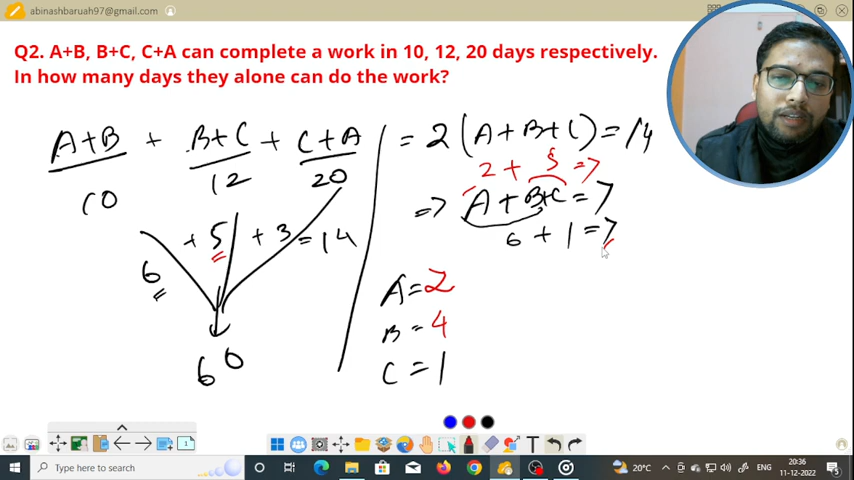 abinashbaruah97@gmail.com
Q2. A+B, B+C, C+A can complete a work in 10, 12, 20 days respectively.
In how many days they alone can do the work?
A+B + B+C + C+A
10 12 20
6 + 5 + 3 = 14
60
= 2 (A+B+C) = 14
2 + 5 = 7
=> A + B+C = 7
6 + 1 = 7
A = 2
B = 4
C = 1
T
Type here to search
20°C
ENG
20:36
11-12-2022
5